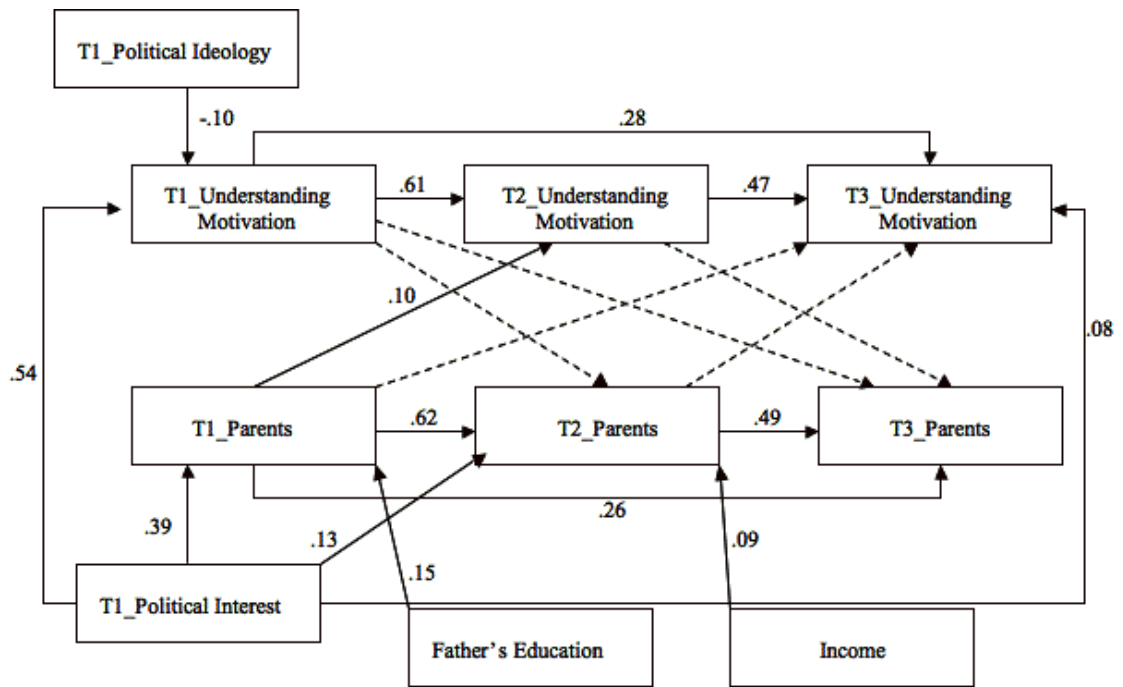 T1_Political Ideology
-.10
.28
T1_Understanding
Motivation
.61
T2_Understanding
Motivation
.47
T3_Understanding
Motivation
.10
.08
.54
T1_Parents
.62
T2_Parents
.49
T3_Parents
.26
.39
.13
.15
.09
T1_Political Interest
Father's Education
Income